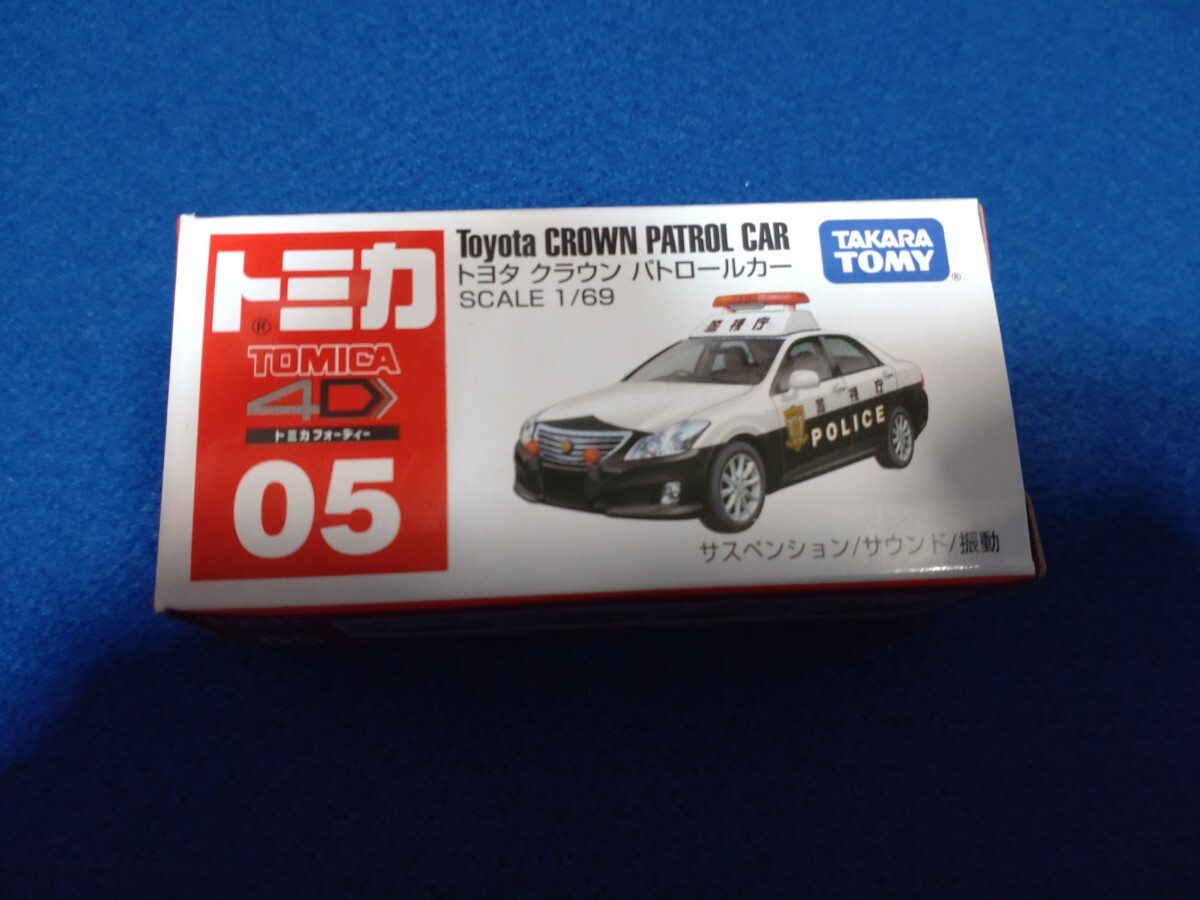 トミカ
®
TOMICA
4D
トミカフォーディー
05
Toyota CROWN PATROL CAR
トヨタ クラウン パトロールカー
SCALE 1/69
TAKARA
TOMY
®
警視庁
警視庁
POLICE
サスペンション/サウンド/振動